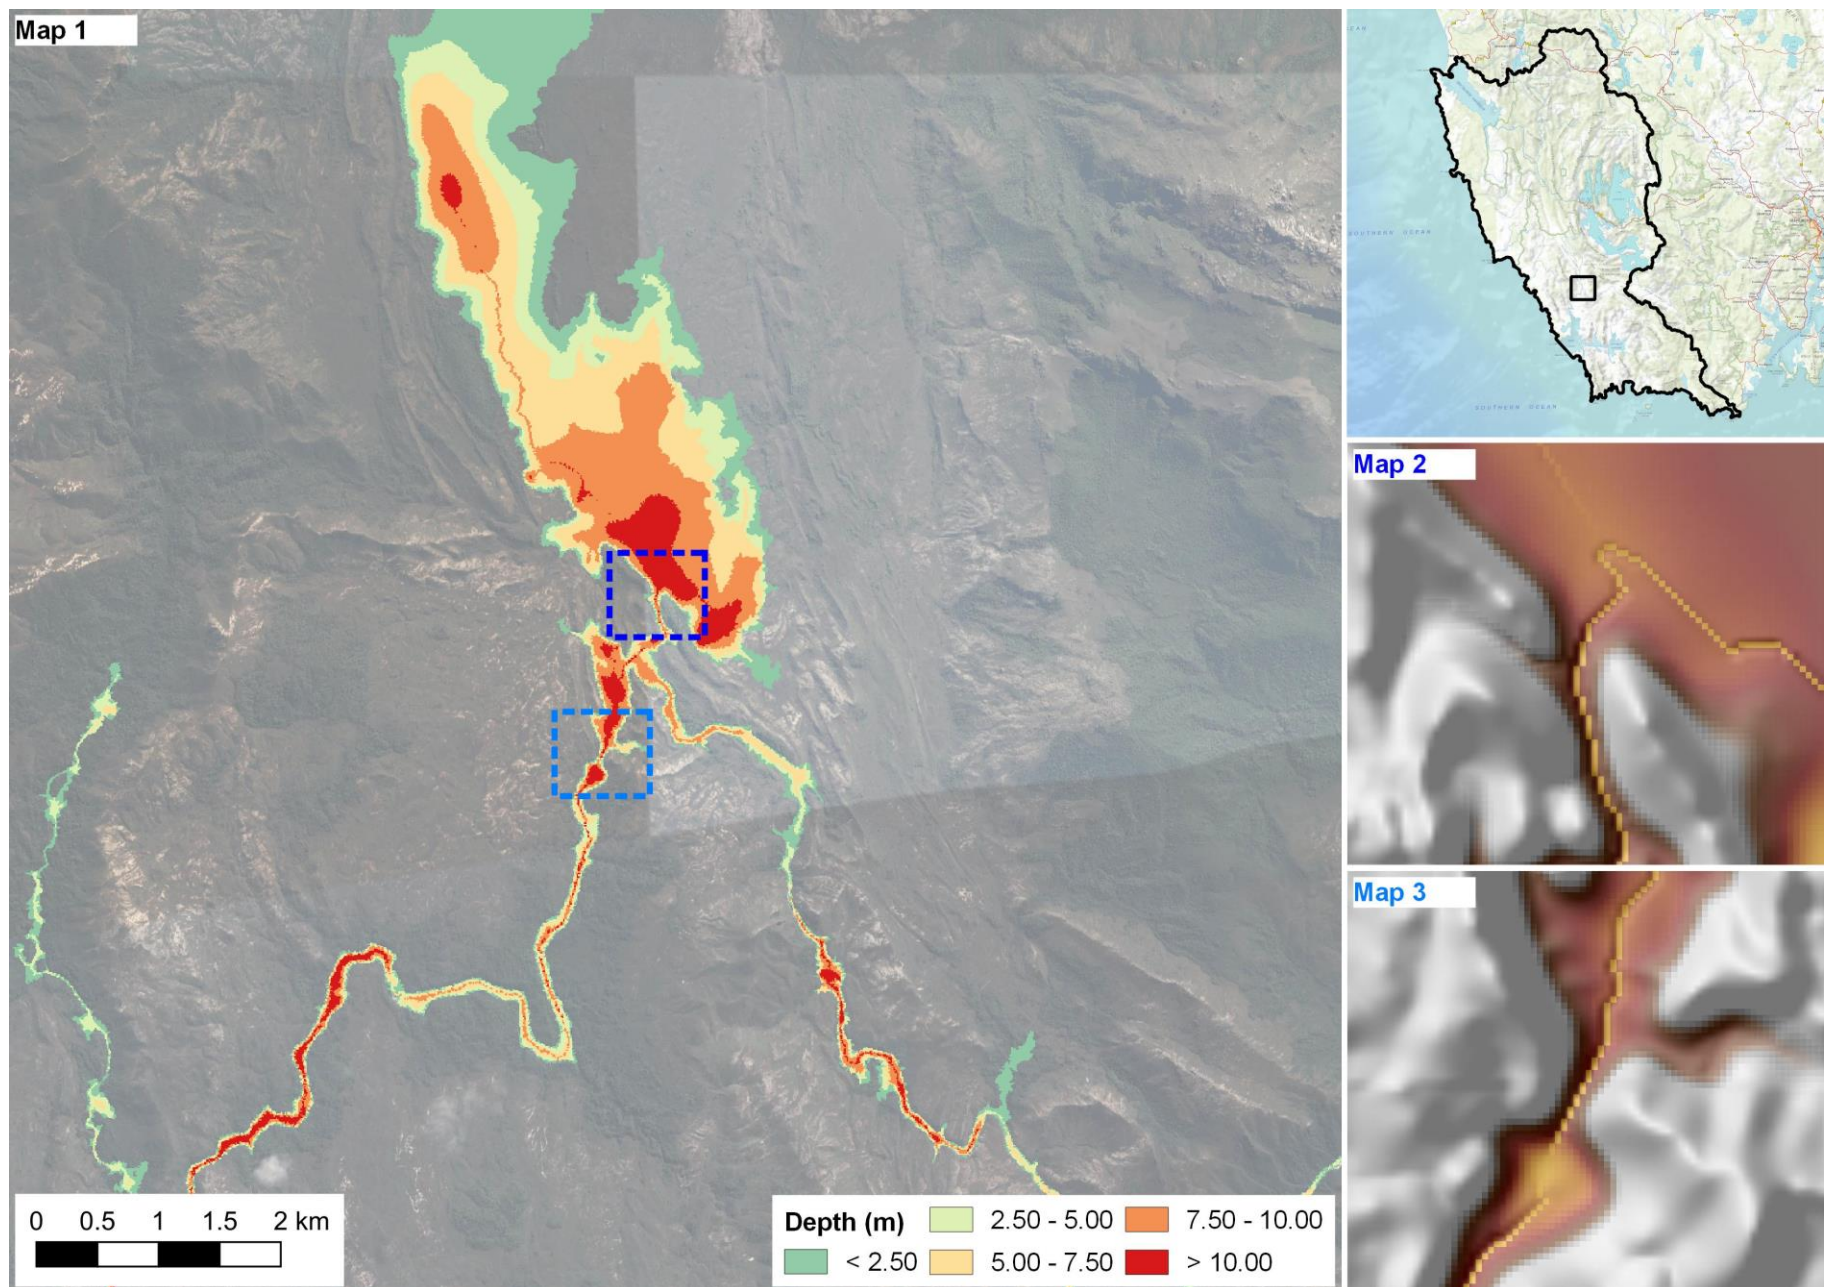 Map 1
SOUTHERN OCEAN
SOUTHERN OCEAN
Map 2
Map 3
0 0.5 1 1.5 2 km
Depth (m) 2.50 - 5.00 7.50 - 10.00
< 2.50 5.00 - 7.50 > 10.00